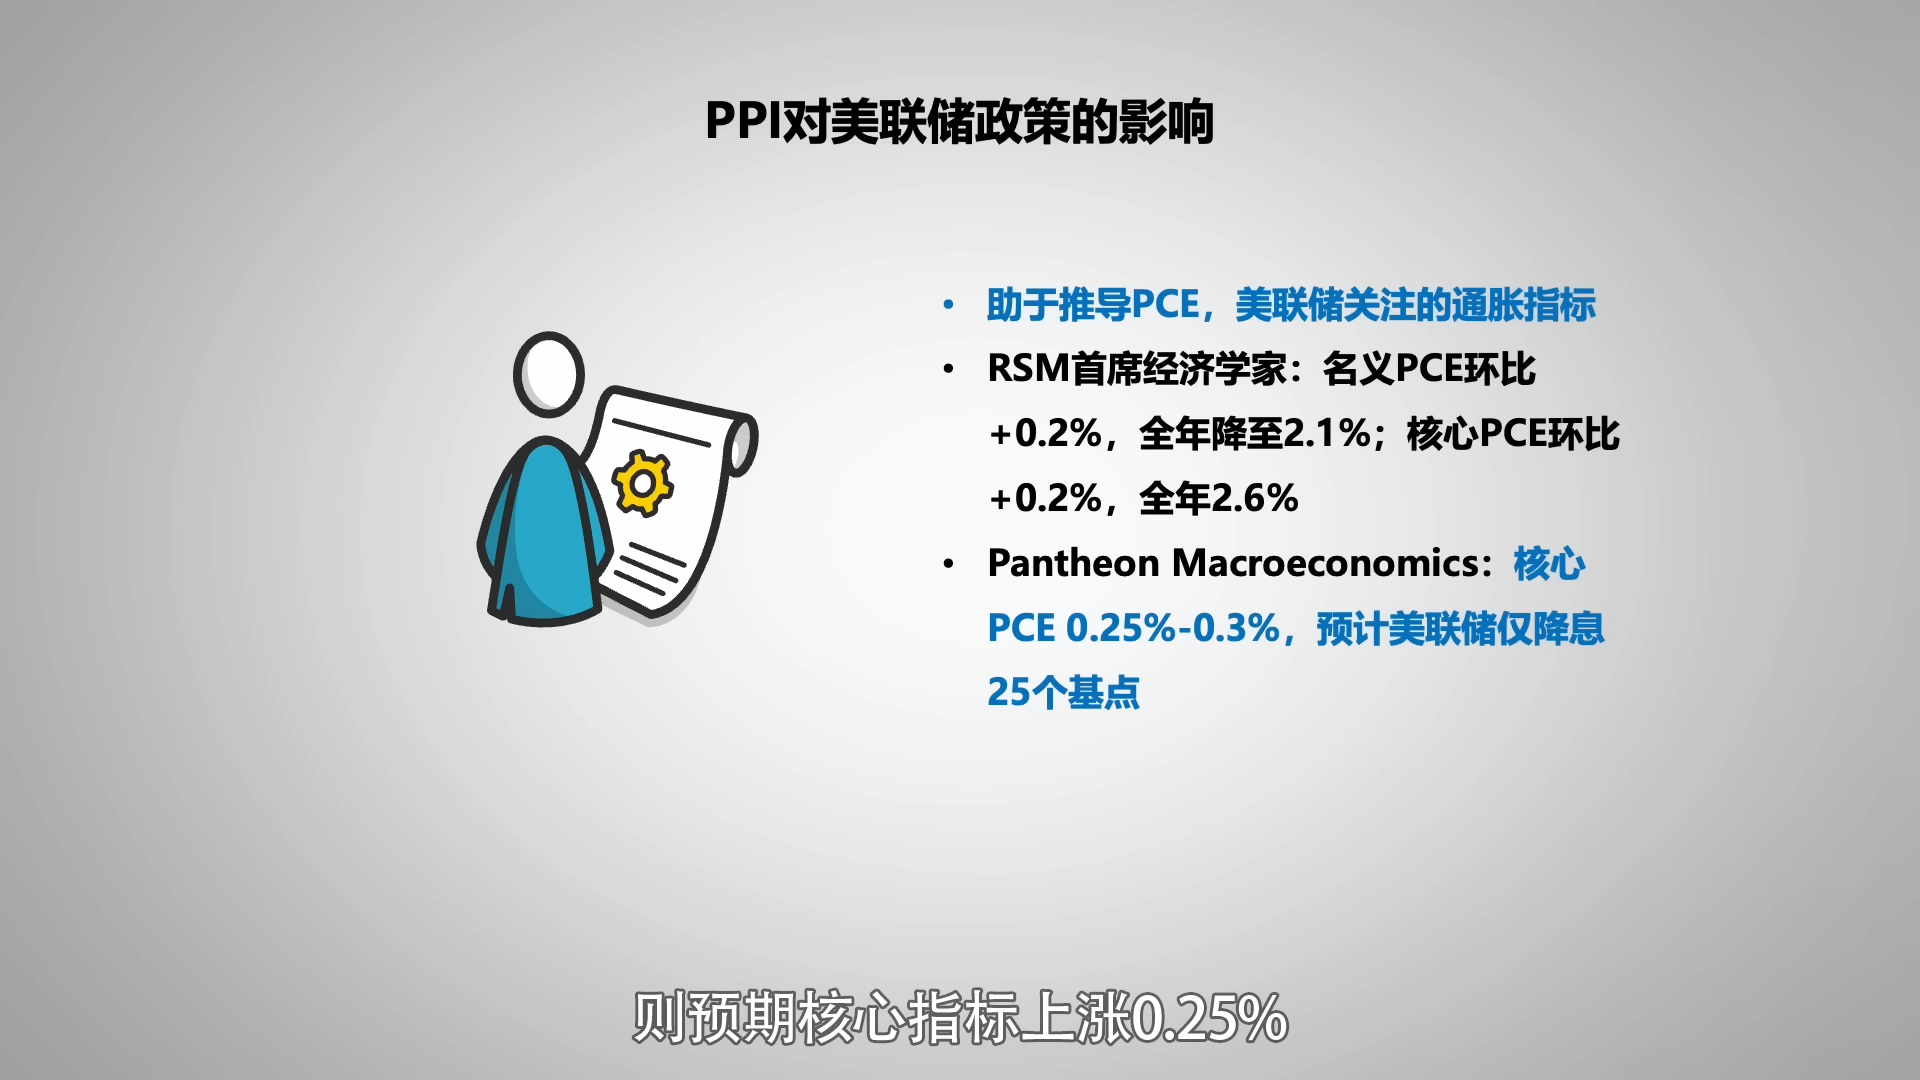 PPI对美联储政策的影响
• 助于推导PCE，美联储关注的通胀指标
• RSM首席经济学家：名义PCE环比
+0.2%，全年降至2.1%；核心PCE环比
+0.2%，全年2.6%
• Pantheon Macroeconomics：核心
PCE 0.25%-0.3%，预计美联储仅降息
25个基点
则预期核心指标上涨0.25%